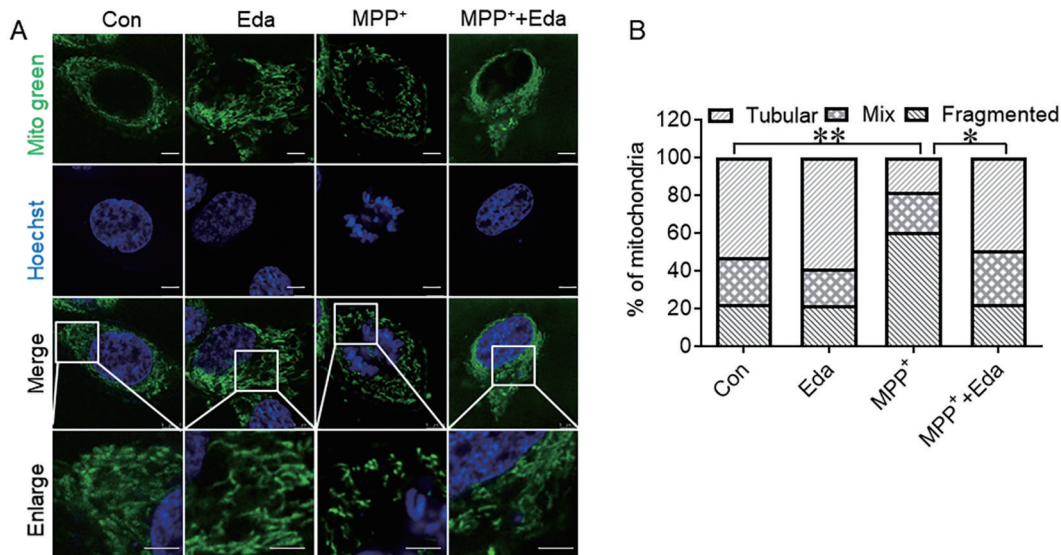 A
Con Eda MPP⁺ MPP⁺+Eda
Mito green
Hoechst
Merge
Enlarge
B
Tubular Mix Fragmented
** *
% of mitochondria
120
100
80
60
40
20
0
Con Eda MPP⁺ MPP⁺+Eda